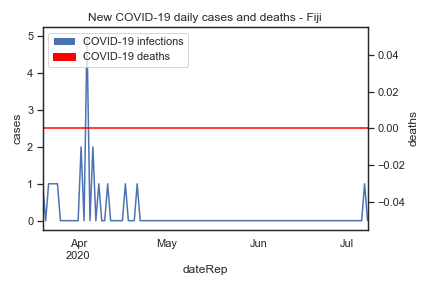 New COVID-19 daily cases and deaths - Fiji
COVID-19 infections
COVID-19 deaths
5
4
3
2
1
0
cases
0.04
0.02
0.00
−0.02
−0.04
deaths
Apr
2020
May
Jun
Jul
dateRep